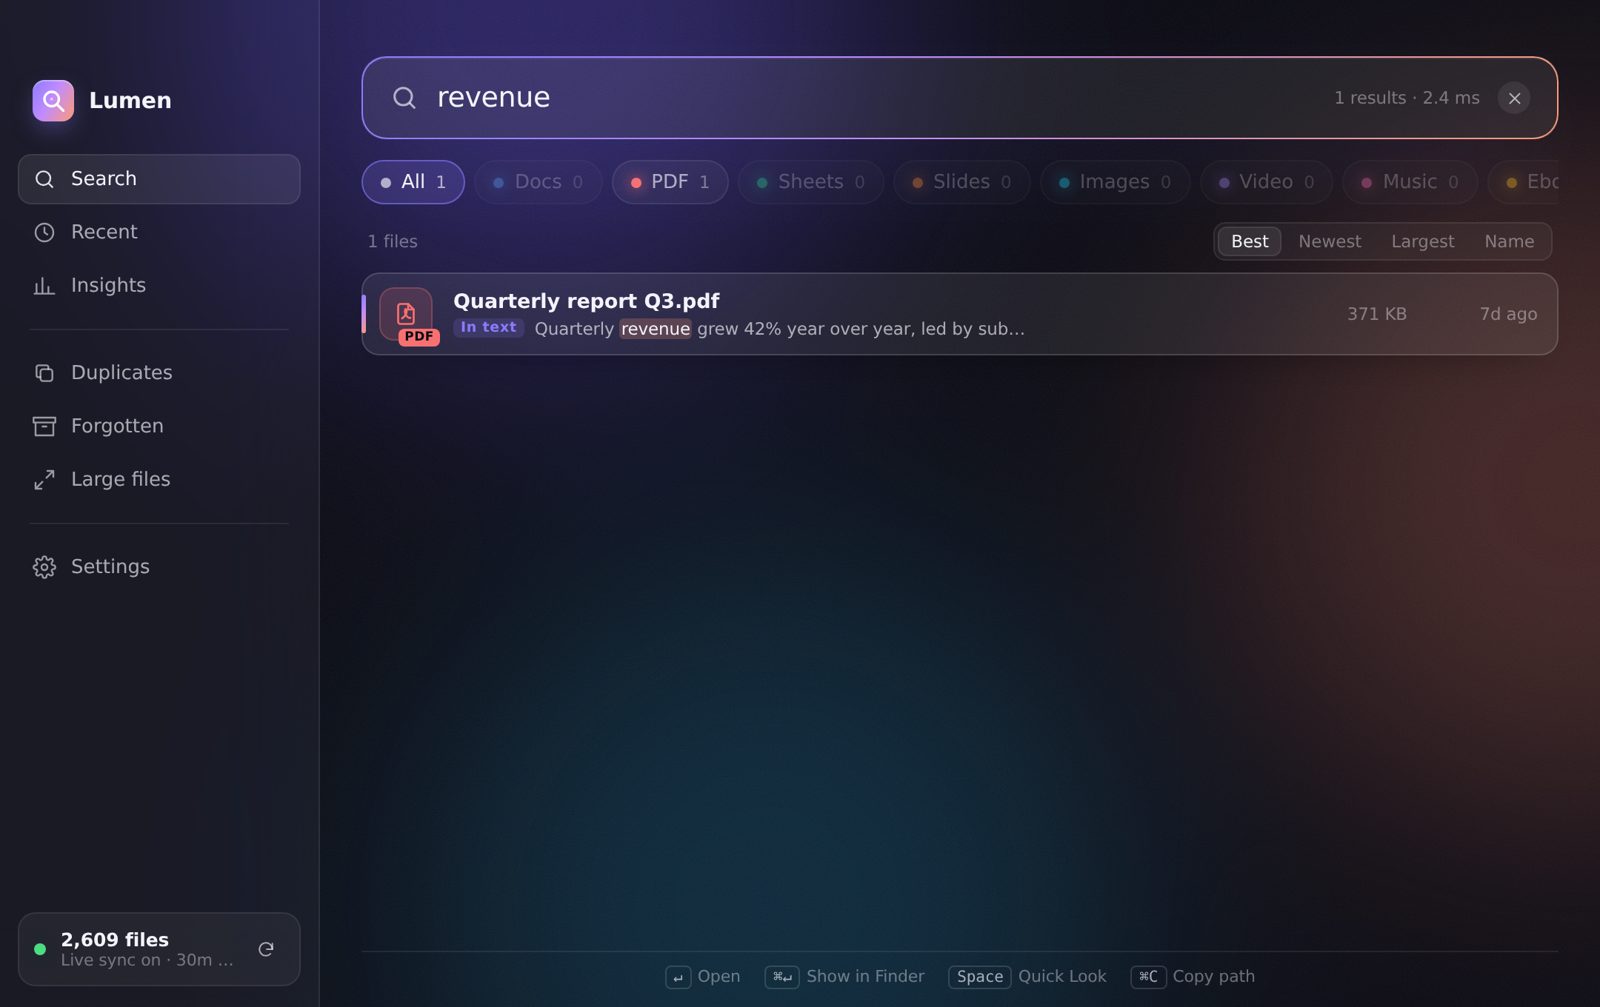 Lumen
Search
Recent
Insights
Duplicates
Forgotten
Large files
Settings
2,609 files
Live sync on · 30m ...
revenue
1 results · 2.4 ms
All 1
Docs 0
PDF 1
Sheets 0
Slides 0
Images 0
Video 0
Music 0
1 files
Best Newest Largest Name
Quarterly report Q3.pdf
PDF
In text Quarterly revenue grew 42% year over year, led by sub...
371 KB
7d ago
↵ Open ⌘↵ Show in Finder Space Quick Look ⌘C Copy path